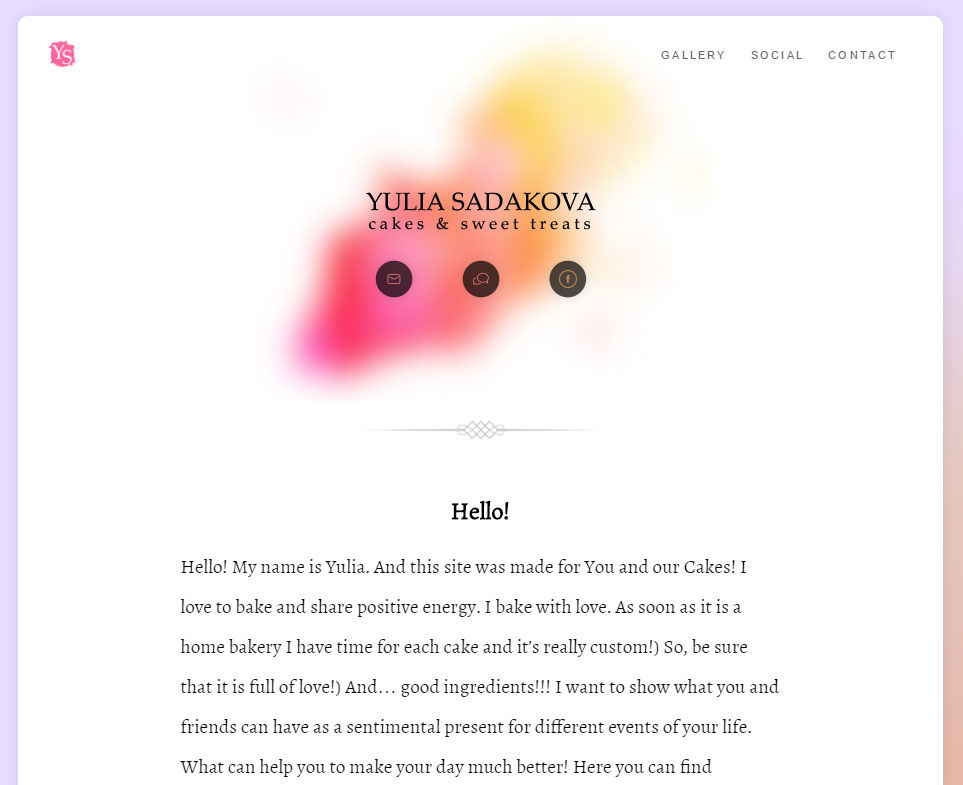 YS
GALLERY SOCIAL CONTACT
YULIA SADAKOVA
cakes & sweet treats
f
Hello!
Hello! My name is Yulia. And this site was made for You and our Cakes! I
love to bake and share positive energy. I bake with love. As soon as it is a
home bakery I have time for each cake and it’s really custom!) So, be sure
that it is full of love!) And… good ingredients!!! I want to show what you and
friends can have as a sentimental present for different events of your life.
What can help you to make your day much better! Here you can find